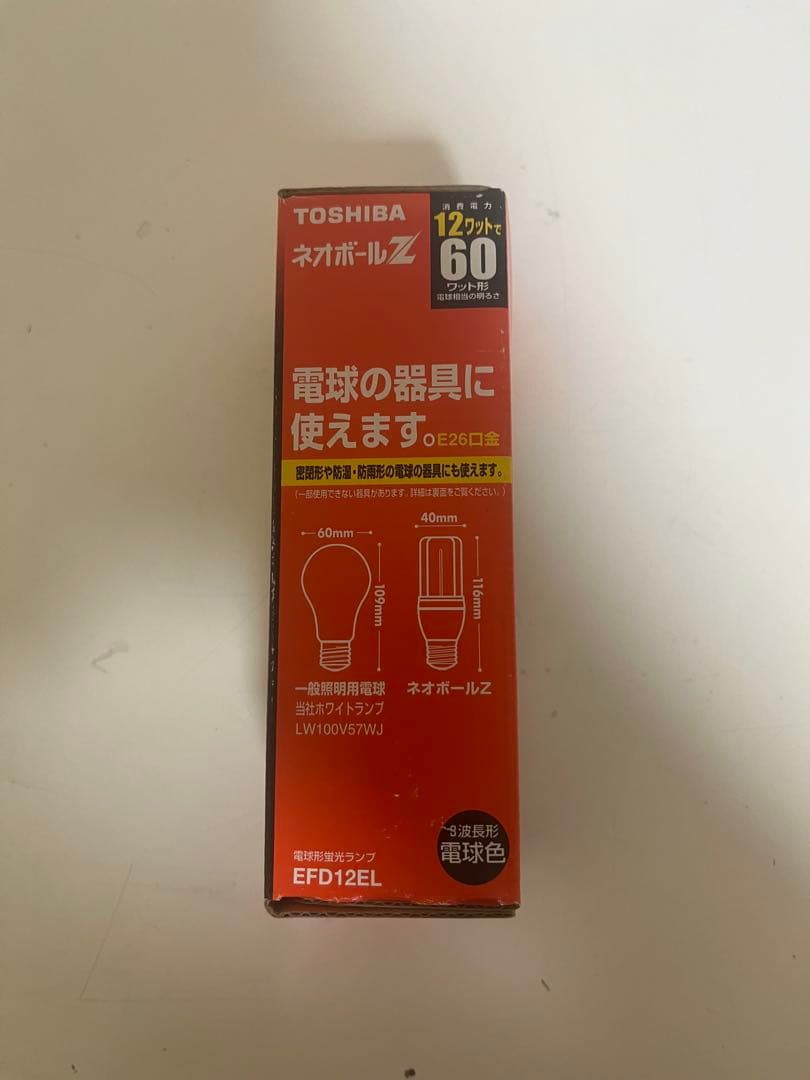 TOSHIBA
ネオボールZ
消費電力
12ワットで
60
ワット形
電球相当の明るさ
電球の器具に
使えます。E26口金
密閉形や防湿・防雨形の電球の器具にも使えます。
(一部使用できない器具があります。詳細は裏面をご覧ください。)
60mm
109mm
40mm
116mm
一般照明用電球
当社ホワイトランプ
LW100V57WJ
ネオボールZ
3波長形
電球色
電球形蛍光ランプ
EFD12EL